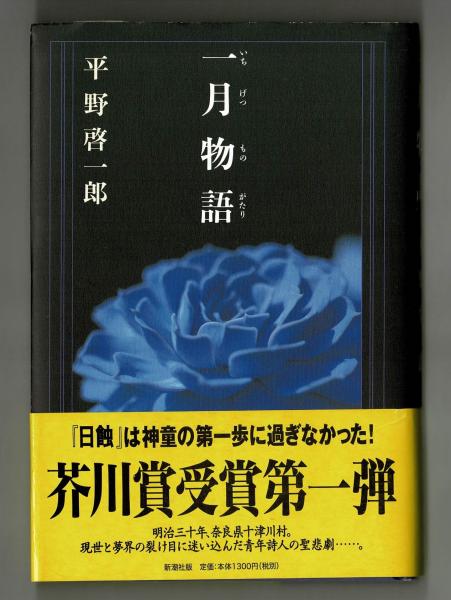 一月物語
いち げつ もの がたり
平野啓一郎
『日蝕』は神童の第一歩に過ぎなかった!
芥川賞受賞第一弾
明治三十年、奈良県十津川村。
現世と夢界の裂け目に迷い込んだ青年詩人の聖悲劇……。
新潮社版 定価:本体1300円(税別)